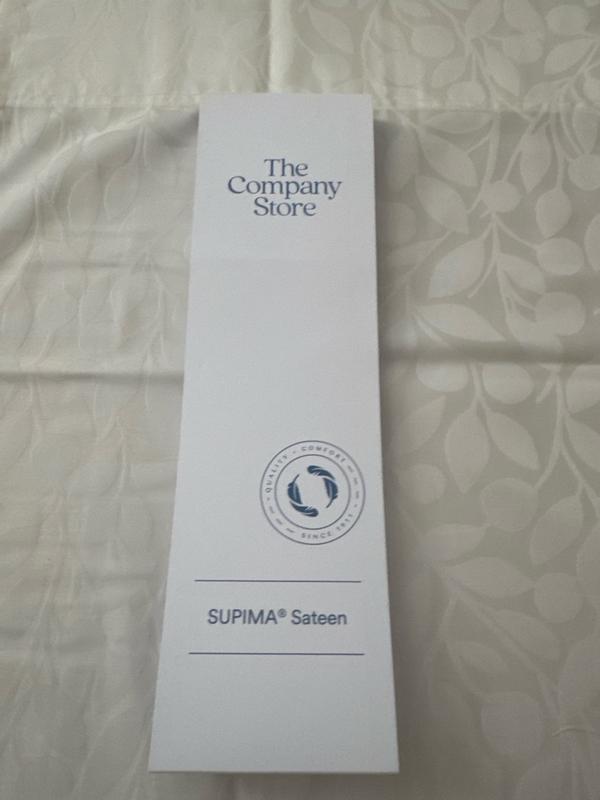 The
Company
Store
QUALITY • COMFORT
SINCE 1911
SUPIMA® Sateen